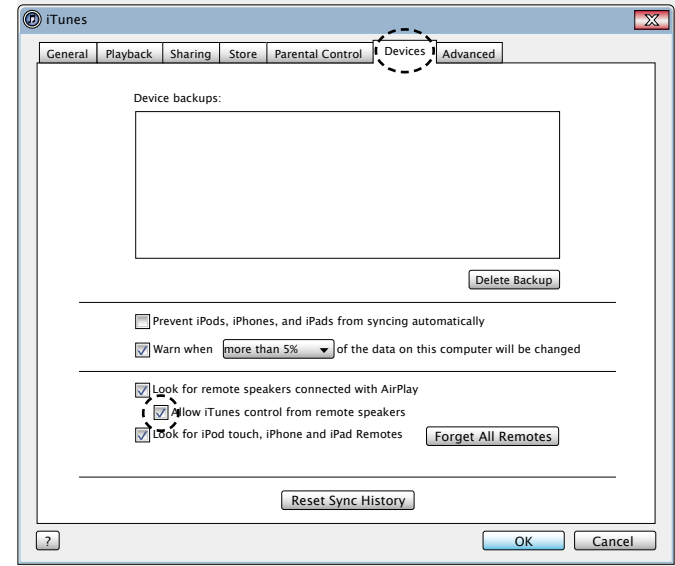 iTunes
General Playback Sharing Store Parental Control Devices Advanced
Device backups:
Delete Backup
Prevent iPods, iPhones, and iPads from syncing automatically
Warn when more than 5% of the data on this computer will be changed
Look for remote speakers connected with AirPlay
Allow iTunes control from remote speakers
Look for iPod touch, iPhone and iPad Remotes Forget All Remotes
Reset Sync History
? OK Cancel